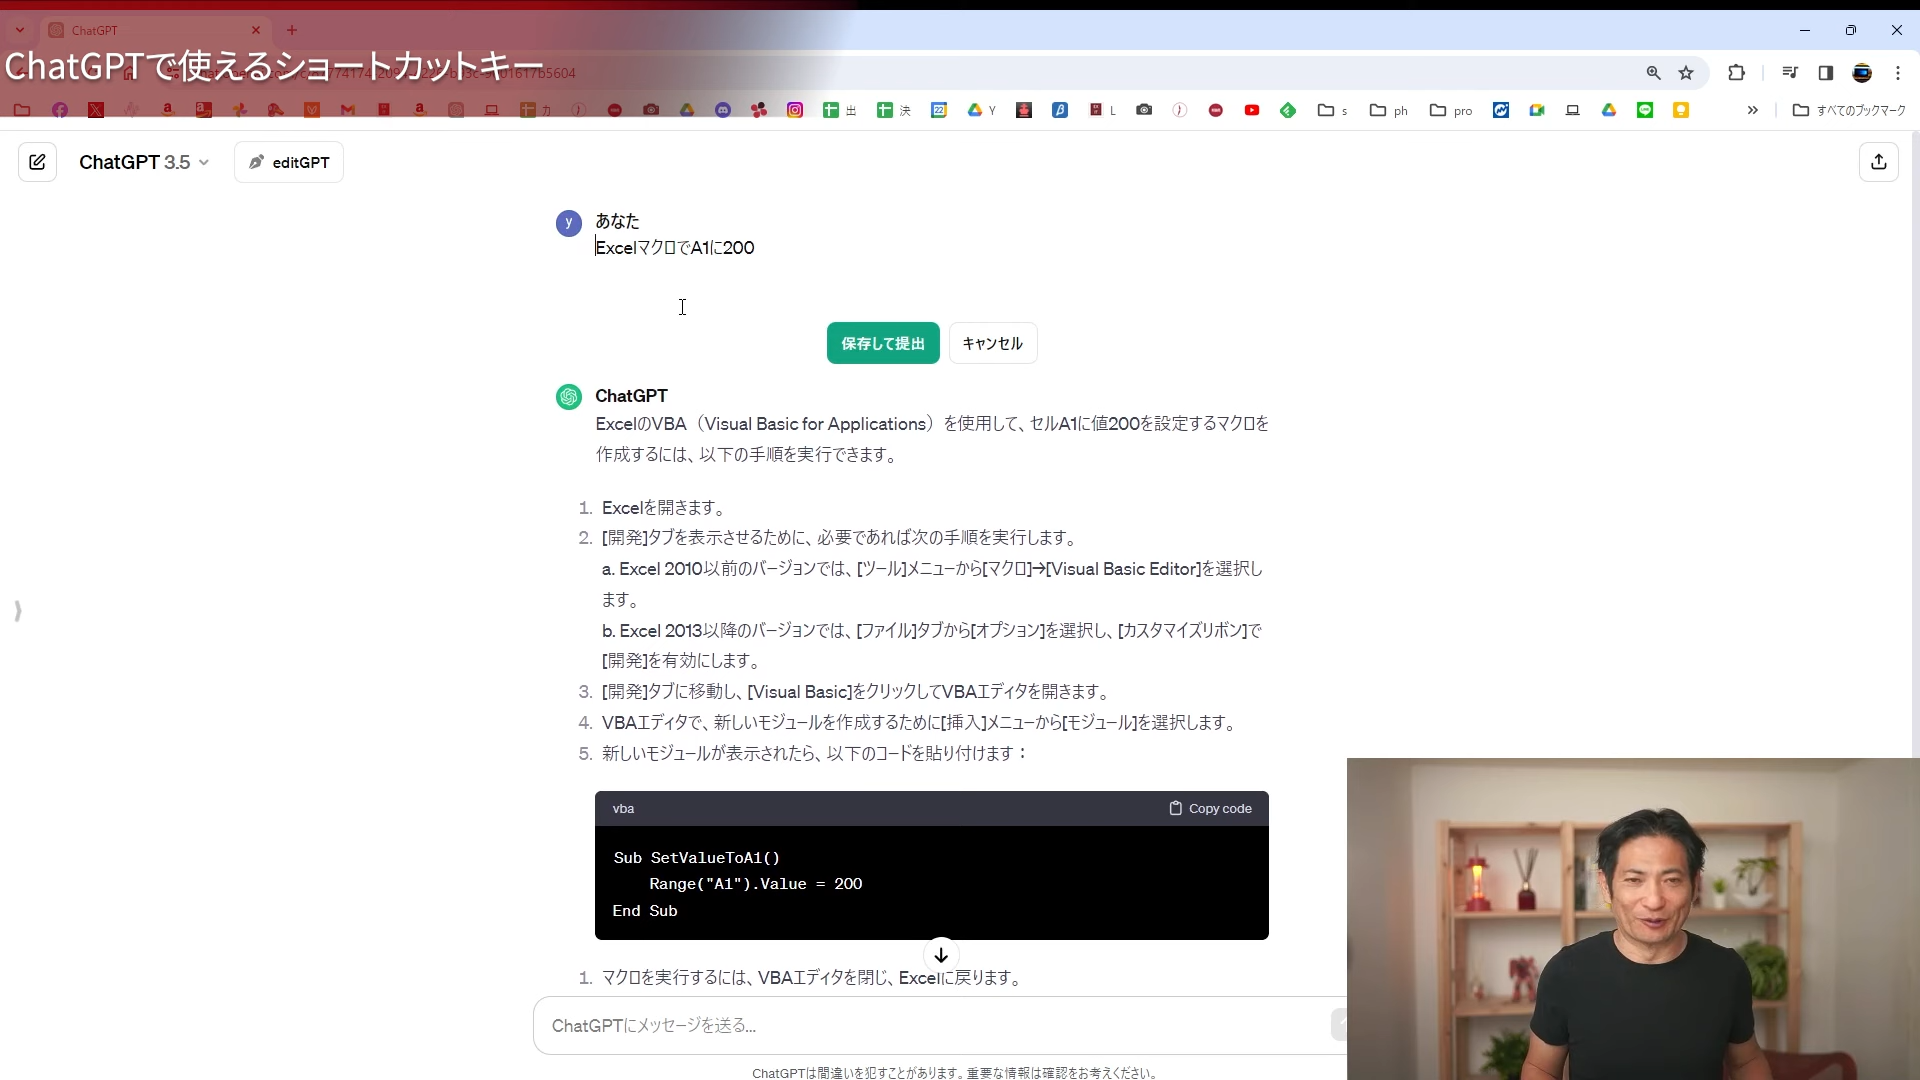 ChatGPT
ChatGPTで使えるショートカットキー
出
決
22
Y
L
s
ph
pro
すべてのブックマーク
ChatGPT 3.5
editGPT
y
あなた
ExcelマクロでA1に200
保存して提出
キャンセル
ChatGPT
ExcelのVBA（Visual Basic for Applications）を使用して、セルA1に値200を設定するマクロを
作成するには、以下の手順を実行できます。
1. Excelを開きます。
2. [開発]タブを表示させるために、必要であれば次の手順を実行します。
a. Excel 2010以前のバージョンでは、[ツール]メニューから[マクロ]→[Visual Basic Editor]を選択し
ます。
b. Excel 2013以降のバージョンでは、[ファイル]タブから[オプション]を選択し、[カスタマイズリボン]で
[開発]を有効にします。
3. [開発]タブに移動し、[Visual Basic]をクリックしてVBAエディタを開きます。
4. VBAエディタで、新しいモジュールを作成するために[挿入]メニューから[モジュール]を選択します。
5. 新しいモジュールが表示されたら、以下のコードを貼り付けます：
vba
Copy code
Sub SetValueToA1()
    Range("A1").Value = 200
End Sub
1. マクロを実行するには、VBAエディタを閉じ、Excelに戻ります。
ChatGPTにメッセージを送る...
ChatGPTは間違いを犯すことがあります。重要な情報は確認をお考えください。